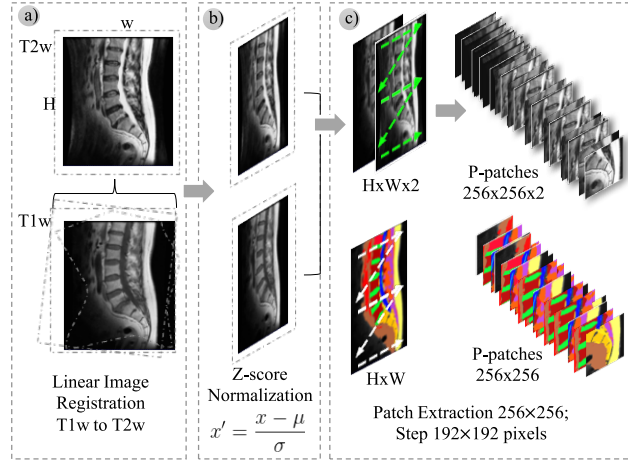 a)
W
T2w
H
T1w
Linear Image
Registration
T1w to T2w
b)
Z-score
Normalization
x′ = (x − μ) / σ
c)
HxWx2
P-patches
256x256x2
HxW
P-patches
256x256
Patch Extraction 256×256;
Step 192×192 pixels